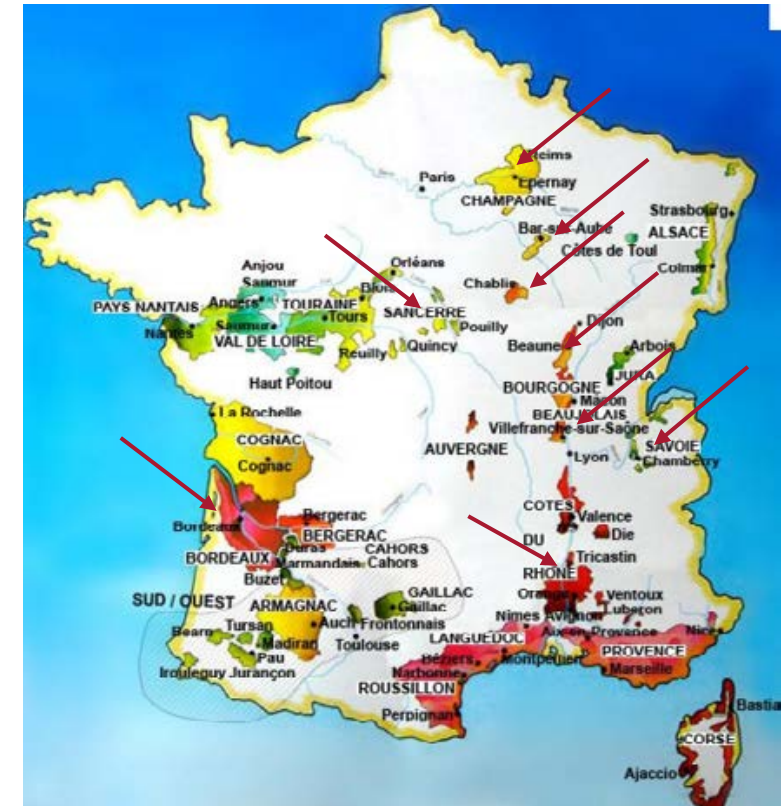 Reims
Paris
Epernay
CHAMPAGNE
Strasbourg
Bar-sur-Aube
ALSACE
Côtes de Toul
Orléans
Anjou
Saumur
Colmar
Chablis
Blois
PAYS NANTAIS
Angers
TOURAINE
SANCERRE
Tours
Pouilly
Dijon
Nantes
Saumur
VAL DE LOIRE
Quincy
Beaune
Arbois
Reuilly
JURA
Haut Poitou
BOURGOGNE
Macon
La Rochelle
BEAUJOLAIS
Villefranche-sur-Saône
COGNAC
AUVERGNE
SAVOIE
Lyon
Chamberry
Cognac
COTES
Valence
Bordeaux
Bergerac
BERGERAC
DU
Die
Duras
CAHORS
Tricastin
BORDEAUX
Marmandais
Cahors
RHONE
Buzet
GAILLAC
Orange
Ventoux
SUD / OUEST
ARMAGNAC
Gaillac
Luberon
Nîmes
Avignon
Bearn
Tursan
Auch
Frontonnais
Aix-en-Provence
Nice
Madiran
Toulouse
LANGUEDOC
PROVENCE
Pau
Béziers
Montpellier
Irouleguy
Jurançon
Narbonne
Marseille
ROUSSILLON
Perpignan
Bastia
CORSE
Ajaccio